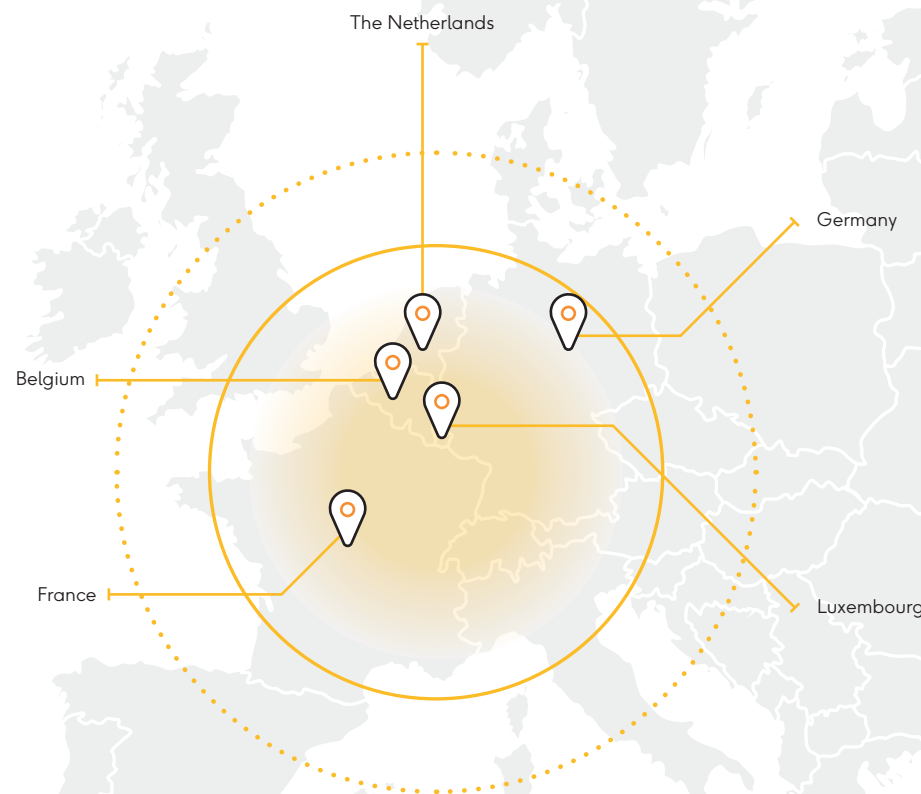 The Netherlands
Germany
Belgium
France
Luxembourg